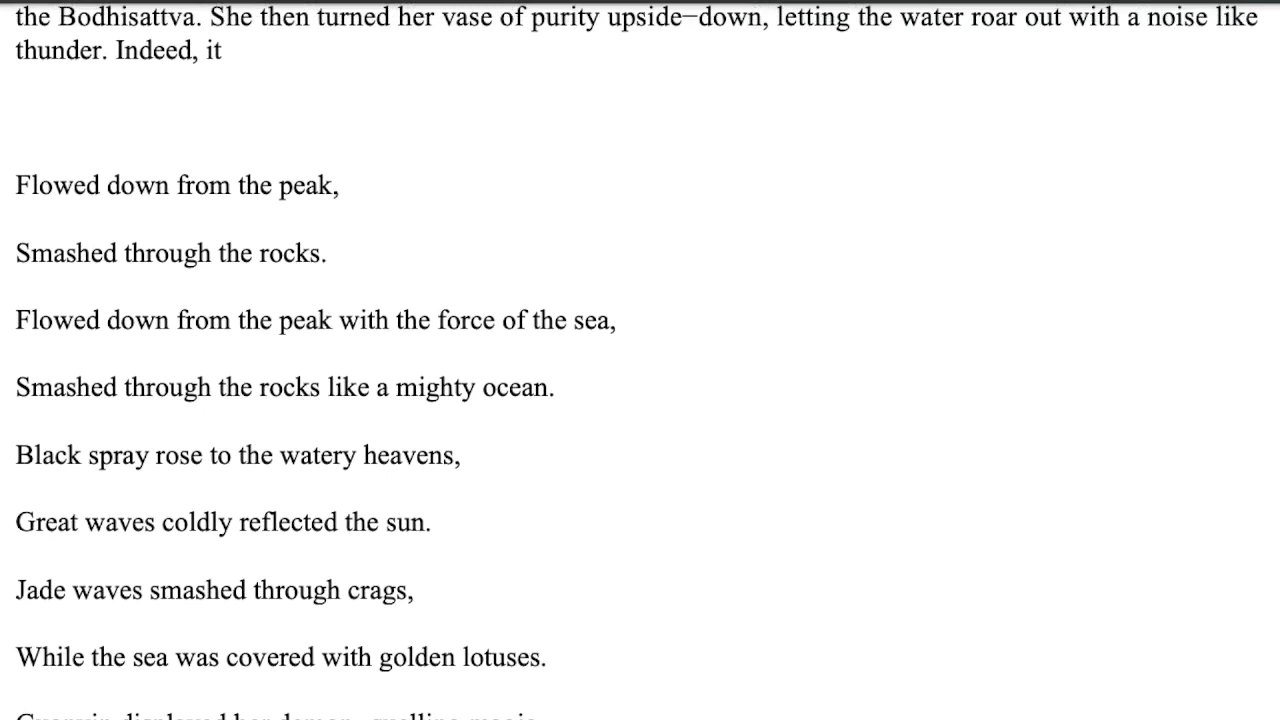 the Bodhisattva. She then turned her vase of purity upside−down, letting the water roar out with a noise like
thunder. Indeed, it
Flowed down from the peak,
Smashed through the rocks.
Flowed down from the peak with the force of the sea,
Smashed through the rocks like a mighty ocean.
Black spray rose to the watery heavens,
Great waves coldly reflected the sun.
Jade waves smashed through crags,
While the sea was covered with golden lotuses.